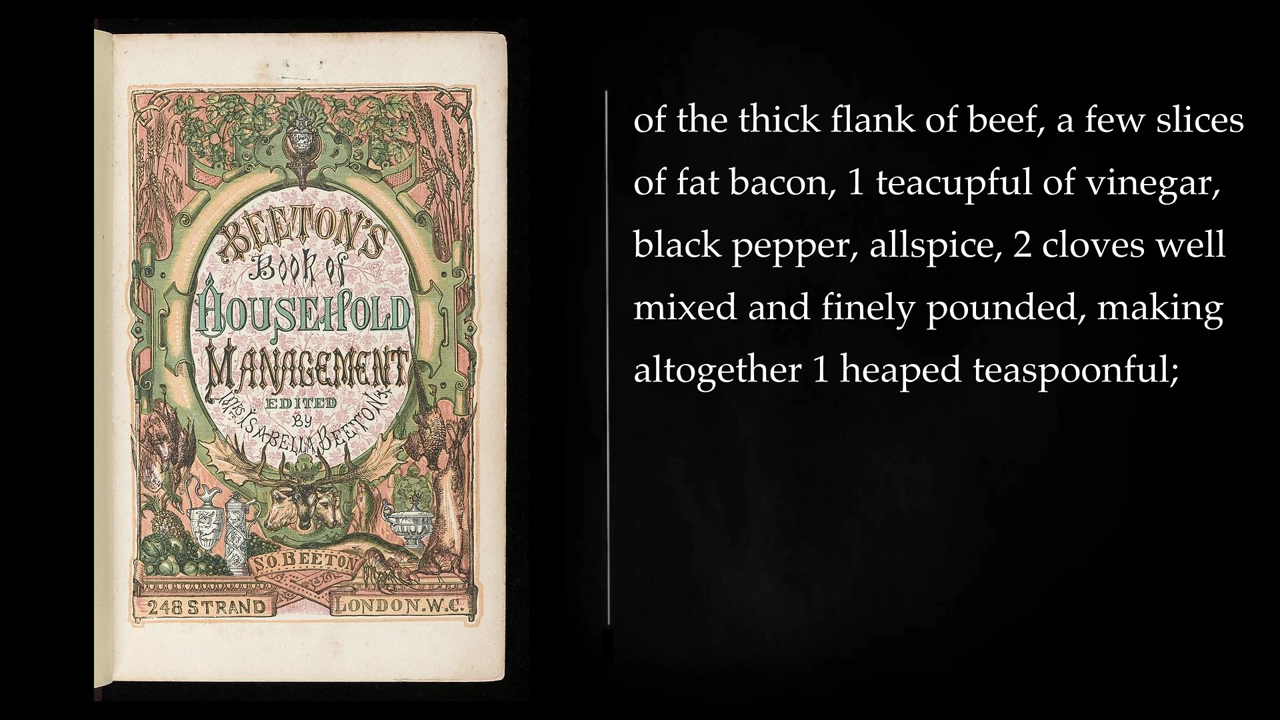 BEETON'S
Book of
HOUSEHOLD
MANAGEMENT
EDITED
BY
MRS ISABELLA BEETON.
S.O. BEETON
248 STRAND
LONDON. W.C.
of the thick flank of beef, a few slices
of fat bacon, 1 teacupful of vinegar,
black pepper, allspice, 2 cloves well
mixed and finely pounded, making
altogether 1 heaped teaspoonful;